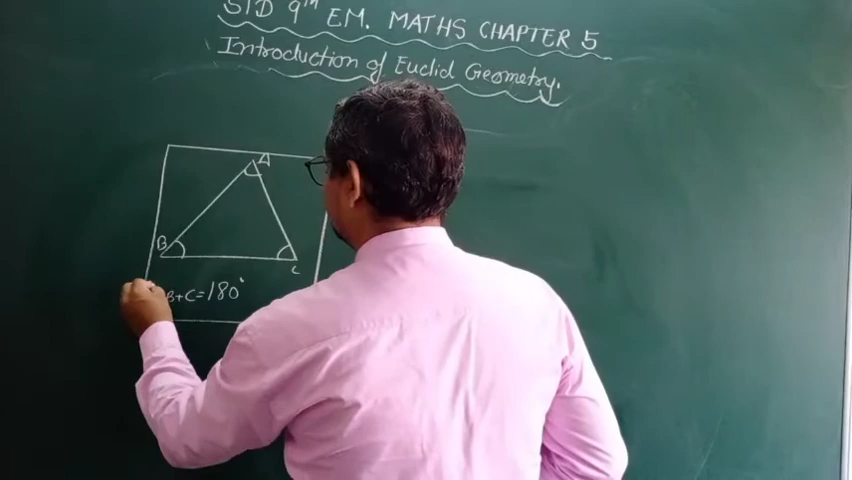 STD 9TH EM. MATHS CHAPTER 5
Introduction of Euclid Geometry.
A
B
C
B+C=180°